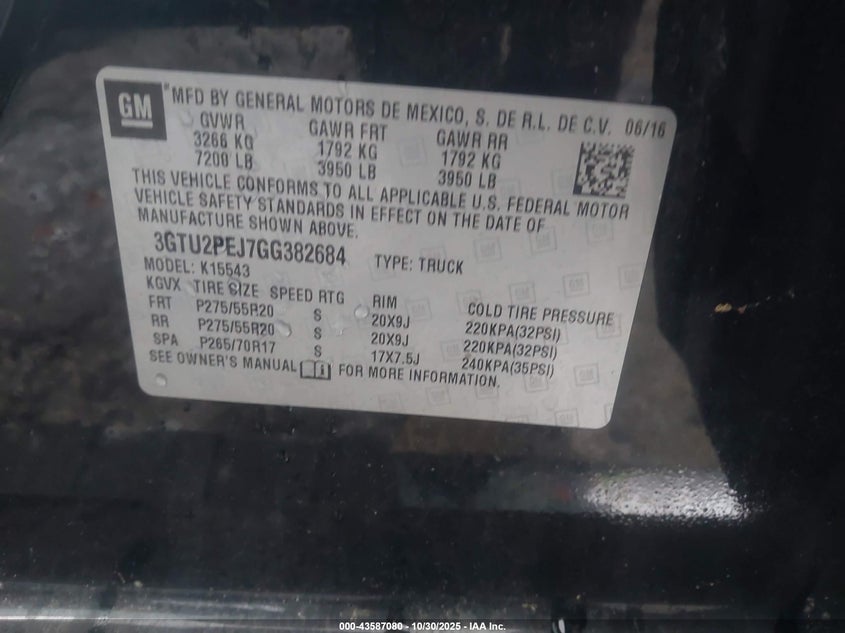 GM
MFD BY GENERAL MOTORS DE MEXICO, S. DE R.L. DE C.V. 06/16
GVWR GAWR FRT GAWR RR
3266 KG 1792 KG 1792 KG
7200 LB 3950 LB 3950 LB
THIS VEHICLE CONFORMS TO ALL APPLICABLE U.S. FEDERAL MOTOR
VEHICLE SAFETY STANDARDS IN EFFECT ON THE DATE OF
MANUFACTURE SHOWN ABOVE.
3GTU2PEJ7GG382684 TYPE: TRUCK
MODEL: K15543
KGVX TIRE SIZE SPEED RTG RIM COLD TIRE PRESSURE
FRT P275/55R20 S 20X9J 220KPA(32PSI)
RR P275/55R20 S 20X9J 220KPA(32PSI)
SPA P265/70R17 S 17X7.5J 240KPA(35PSI)
SEE OWNER'S MANUAL FOR MORE INFORMATION.
000-43587080 - 10/30/2025 - IAA Inc.